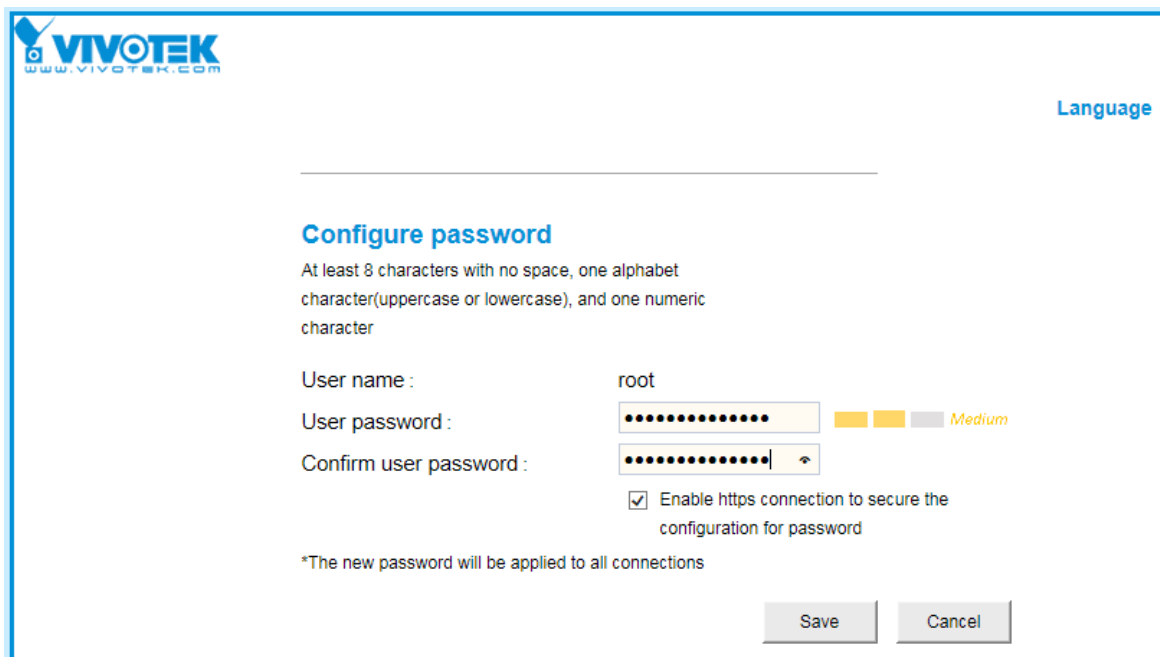 VIVOTEK
www.vivotek.com
Language
Configure password
At least 8 characters with no space, one alphabet
character(uppercase or lowercase), and one numeric
character
User name :
root
User password :
••••••••••••••
Medium
Confirm user password :
••••••••••••••
Enable https connection to secure the
configuration for password
*The new password will be applied to all connections
Save
Cancel